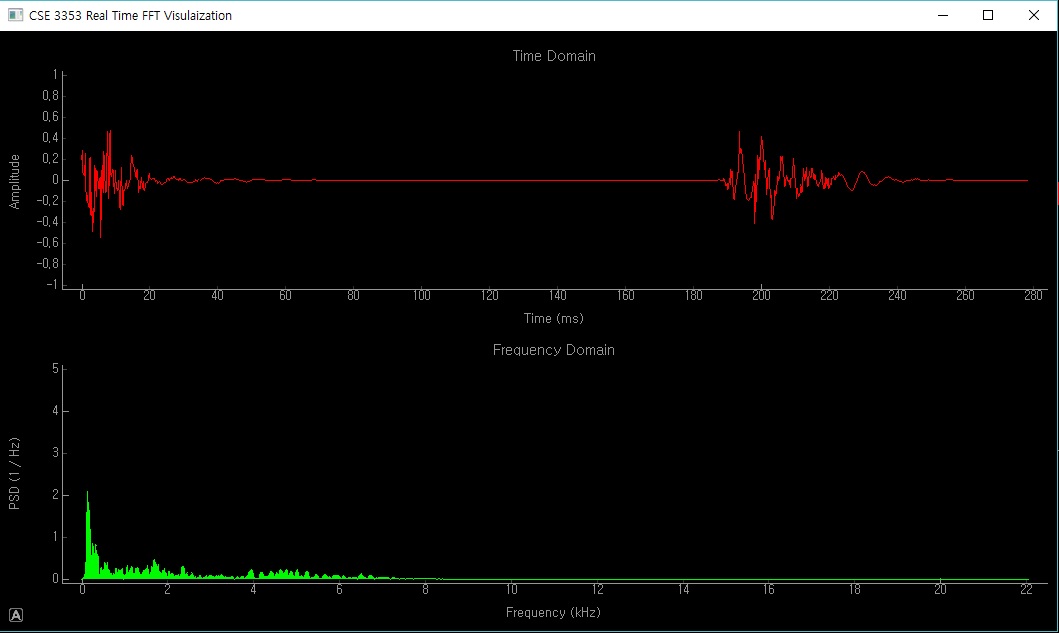 CSE 3353 Real Time FFT Visulaization
Time Domain
1
0,8
0,6
0,4
0,2
0
-0,2
-0,4
-0,6
-0,8
-1
Amplitude
0 20 40 60 80 100 120 140 160 180 200 220 240 260 280
Time (ms)
Frequency Domain
5
4
3
2
1
0
PSD (1 / Hz)
0 2 4 6 8 10 12 14 16 18 20 22
Frequency (kHz)
A